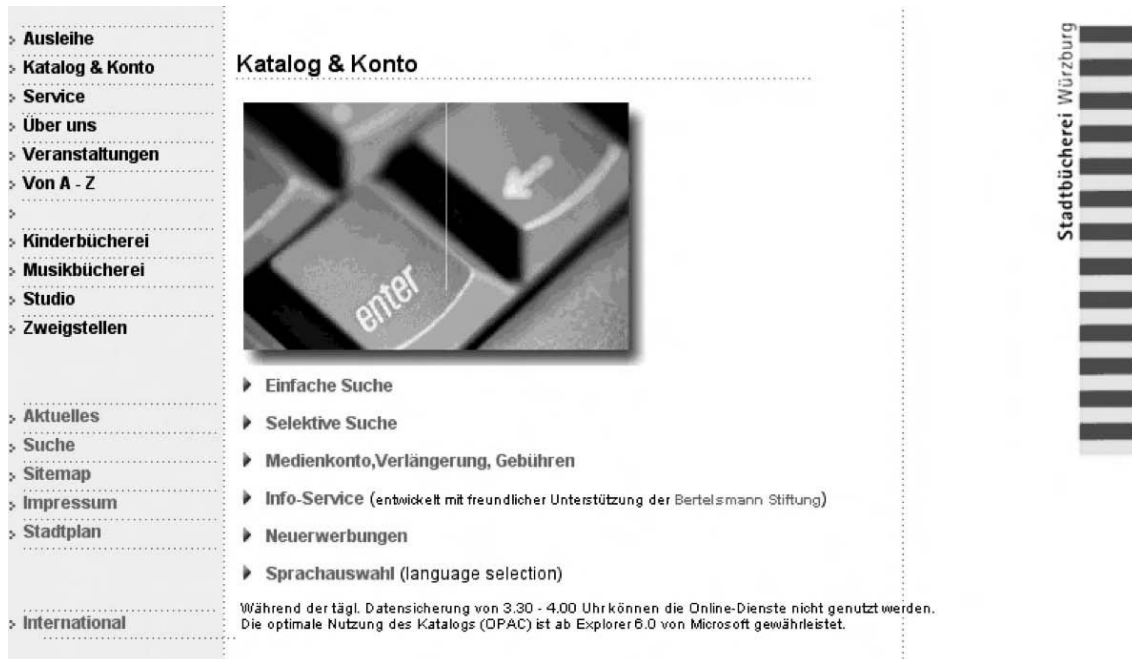 Ausleihe
Katalog & Konto
Service
Über uns
Veranstaltungen
Von A - Z
Kinderbücherei
Musikbücherei
Studio
Zweigstellen
Aktuelles
Suche
Sitemap
Impressum
Stadtplan
International
Katalog & Konto
enter
Einfache Suche
Selektive Suche
Medienkonto,Verlängerung, Gebühren
Info-Service (entwickelt mit freundlicher Unterstützung der Bertelsmann Stiftung)
Neuerwerbungen
Sprachauswahl (language selection)
Während der tägl. Datensicherung von 3.30 - 4.00 Uhr können die Online-Dienste nicht genutzt werden.
Die optimale Nutzung des Katalogs (OPAC) ist ab Explorer 6.0 von Microsoft gewährleistet.
Stadtbücherei Würzburg